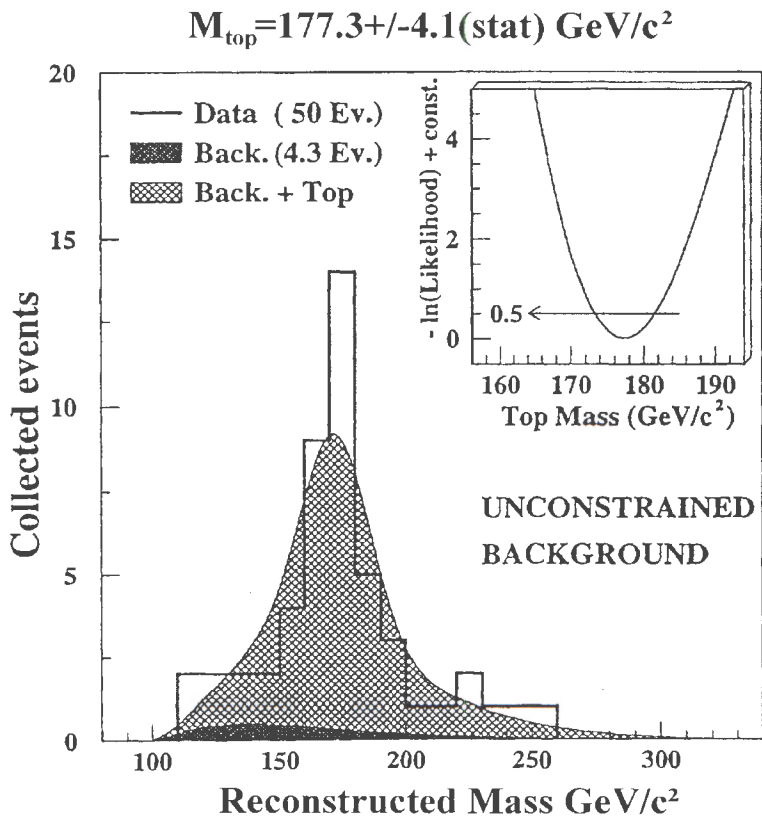 Mtop=177.3+/-4.1(stat) GeV/c²
20
15
10
5
0
Collected events
Data ( 50 Ev.)
Back. (4.3 Ev.)
Back. + Top
- ln(Likelihood) + const.
4
2
0.5
0
160 170 180 190
Top Mass (GeV/c²)
UNCONSTRAINED
BACKGROUND
100 150 200 250 300
Reconstructed Mass GeV/c²